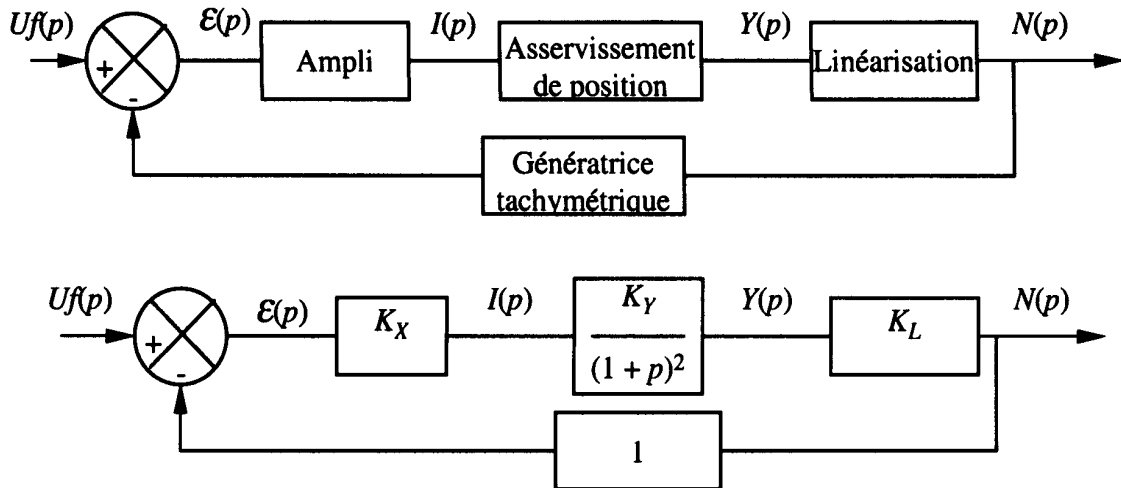 Uf(p) ε(p) I(p) Y(p) N(p)
+ Ampli Asservissement Linéarisation
de position
-
Génératrice
tachymétrique
Uf(p) ε(p) I(p) Y(p) N(p)
+ K_X K_Y K_L
(1 + p)²
-
1